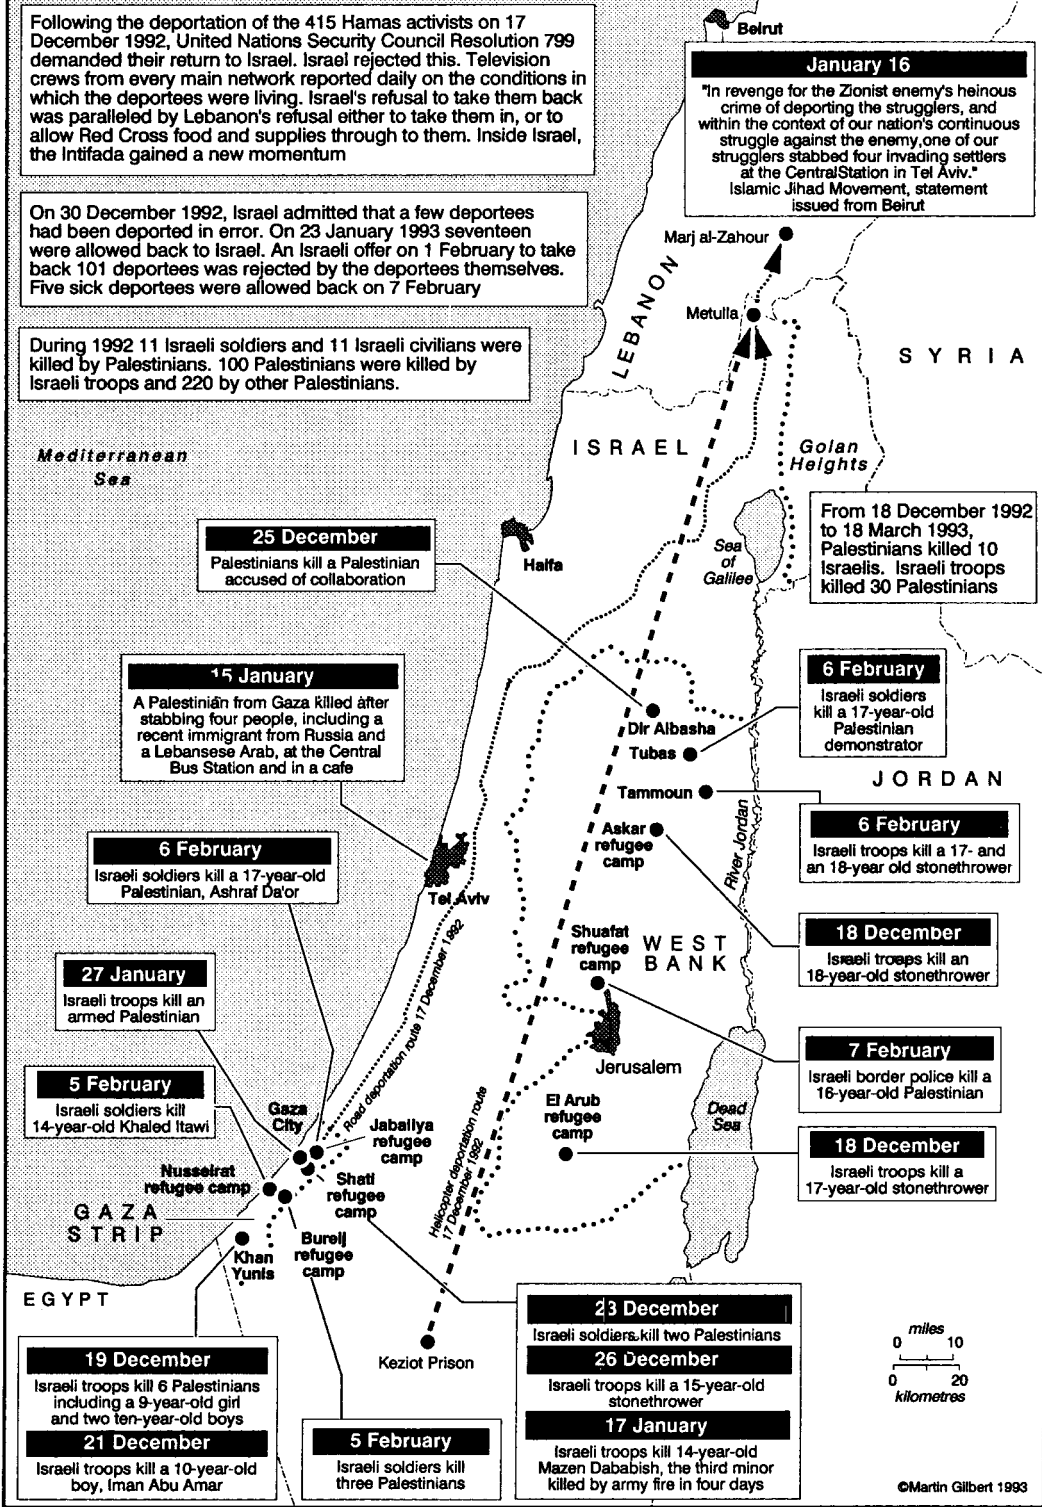 Following the deportation of the 415 Hamas activists on 17
December 1992, United Nations Security Council Resolution 799
demanded their return to Israel. Israel rejected this. Television
crews from every main network reported daily on the conditions in
which the deportees were living. Israel's refusal to take them back
was paralleled by Lebanon's refusal either to take them in, or to
allow Red Cross food and supplies through to them. Inside Israel,
the Intifada gained a new momentum
On 30 December 1992, Israel admitted that a few deportees
had been deported in error. On 23 January 1993 seventeen
were allowed back to Israel. An Israeli offer on 1 February to take
back 101 deportees was rejected by the deportees themselves.
Five sick deportees were allowed back on 7 February
During 1992 11 Israeli soldiers and 11 Israeli civilians were
killed by Palestinians. 100 Palestinians were killed by
Israeli troops and 220 by other Palestinians.
Beirut
January 16
"In revenge for the Zionist enemy's heinous
crime of deporting the strugglers, and
within the context of our nation's continuous
struggle against the enemy,one of our
strugglers stabbed four invading settlers
at the CentralStation in Tel Aviv."
Islamic Jihad Movement, statement
issued from Beirut
Marj al-Zahour
LEBANON
Metulla
SYRIA
Mediterranean
Sea
ISRAEL
Golan
Heights
From 18 December 1992
to 18 March 1993,
Palestinians killed 10
Israelis. Israeli troops
killed 30 Palestinians
25 December
Palestinians kill a Palestinian
accused of collaboration
Haifa
Sea
of
Galilee
15 January
A Palestinian from Gaza killed after
stabbing four people, including a
recent immigrant from Russia and
a Lebansese Arab, at the Central
Bus Station and in a cafe
6 February
Israeli soldiers
kill a 17-year-old
Palestinian
demonstrator
Dir Albasha
Tubas
JORDAN
Tammoun
6 February
Israeli troops kill a 17- and
an 18-year old stonethrower
Askar
refugee
camp
River Jordan
6 February
Israeli soldiers kill a 17-year-old
Palestinian, Ashraf Da'or
Tel Aviv
18 December
Israeli troops kill an
18-year-old stonethrower
Shuafat
refugee
camp
WEST
BANK
27 January
Israeli troops kill an
armed Palestinian
Road deportation route 17 December 1992
Jerusalem
7 February
Israeli border police kill a
16-year-old Palestinian
5 February
Israeli soldiers kill
14-year-old Khaled Itawi
Gaza
City
Jabaliya
refugee
camp
Helicopter deportation route
17 December 1992
El Arub
refugee
camp
Dead
Sea
18 December
Israeli troops kill a
17-year-old stonethrower
Nusseirat
refugee camp
Shati
refugee
camp
GAZA
STRIP
Bureij
refugee
camp
Khan
Yunis
EGYPT
Keziot Prison
23 December
Israeli soldiers kill two Palestinians
26 December
Israeli troops kill a 15-year-old
stonethrower
17 January
Israeli troops kill 14-year-old
Mazen Dababish, the third minor
killed by army fire in four days
19 December
Israeli troops kill 6 Palestinians
including a 9-year-old girl
and two ten-year-old boys
21 December
Israeli troops kill a 10-year-old
boy, Iman Abu Amar
5 February
Israeli soldiers kill
three Palestinians
miles
0 10
0 20
kilometres
©Martin Gilbert 1993